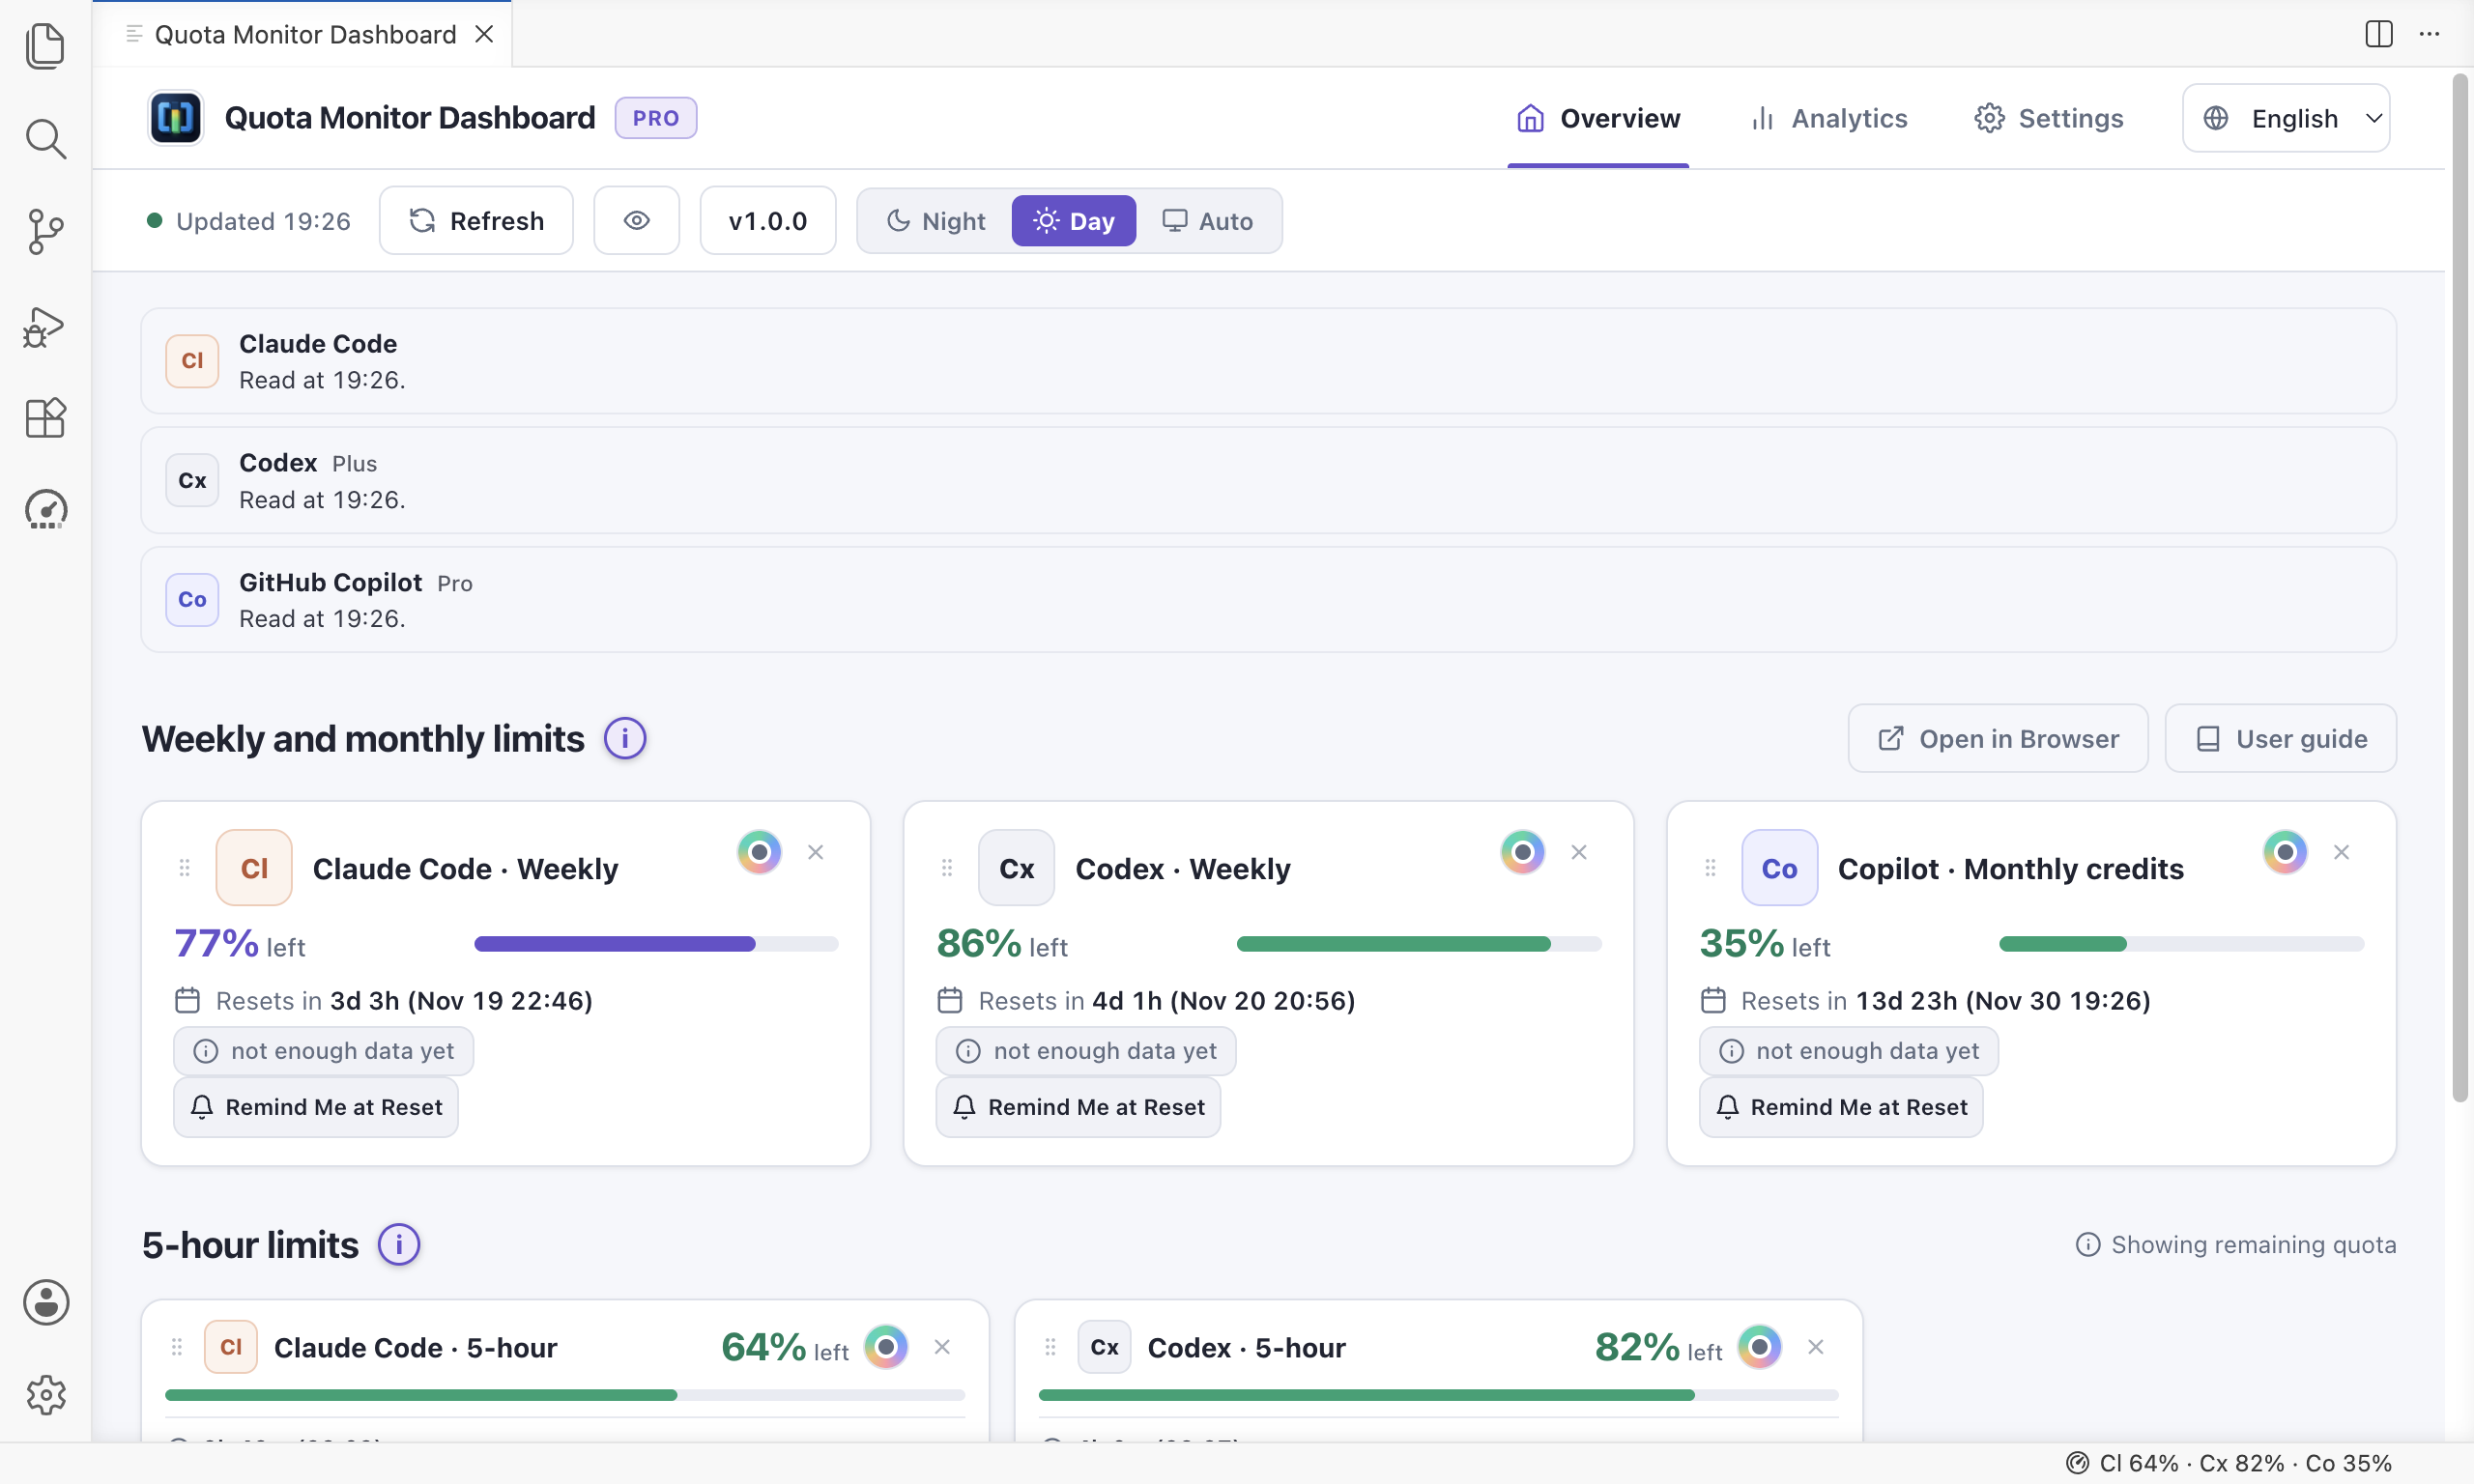 Quota Monitor Dashboard
Quota Monitor Dashboard PRO
Overview Analytics Settings English
Updated 19:26 Refresh v1.0.0 Night Day Auto
Cl Claude Code
Read at 19:26.
Cx Codex Plus
Read at 19:26.
Co GitHub Copilot Pro
Read at 19:26.
Weekly and monthly limits i Open in Browser User guide
Cl Claude Code · Weekly
77% left
Resets in 3d 3h (Nov 19 22:46)
not enough data yet
Remind Me at Reset
Cx Codex · Weekly
86% left
Resets in 4d 1h (Nov 20 20:56)
not enough data yet
Remind Me at Reset
Co Copilot · Monthly credits
35% left
Resets in 13d 23h (Nov 30 19:26)
not enough data yet
Remind Me at Reset
5-hour limits i Showing remaining quota
Cl Claude Code · 5-hour 64% left
Cx Codex · 5-hour 82% left
Cl 64% · Cx 82% · Co 35%